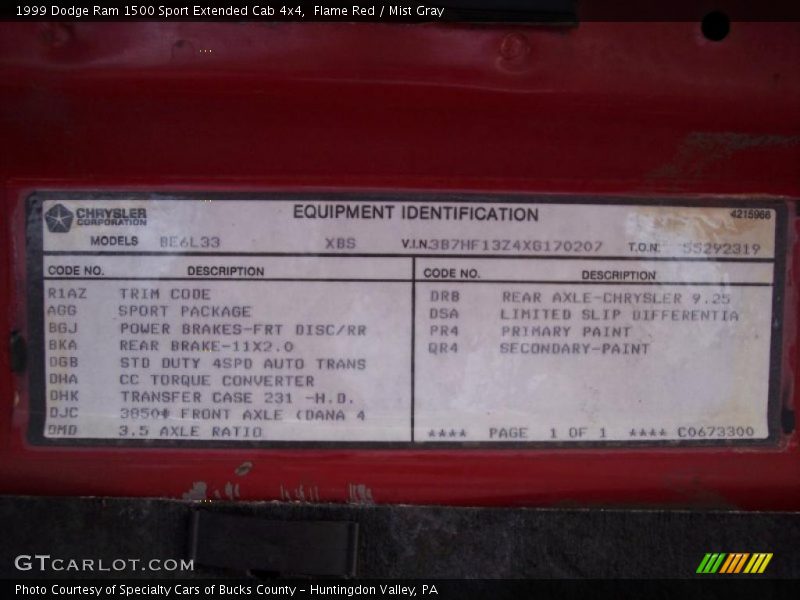 1999 Dodge Ram 1500 Sport Extended Cab 4x4, Flame Red / Mist Gray
CHRYSLER CORPORATION EQUIPMENT IDENTIFICATION 4215966
MODELS BE6L33 XBS V.I.N. 3B7HF13Z4XG170207 T.O.N. 55292319
CODE NO. DESCRIPTION
R1AZ TRIM CODE
AGG SPORT PACKAGE
BGJ POWER BRAKES-FRT DISC/RR
BKA REAR BRAKE-11X2.0
DGB STD DUTY 4SPD AUTO TRANS
DHA CC TORQUE CONVERTER
DHK TRANSFER CASE 231 -H.D.
DJC 3850# FRONT AXLE (DANA 4
DMD 3.5 AXLE RATIO
CODE NO. DESCRIPTION
DRB REAR AXLE-CHRYSLER 9.25
DSA LIMITED SLIP DIFFERENTIA
PR4 PRIMARY PAINT
QR4 SECONDARY-PAINT
**** PAGE 1 OF 1 **** C0673300
GTCARLOT.COM
Photo Courtesy of Specialty Cars of Bucks County - Huntingdon Valley, PA